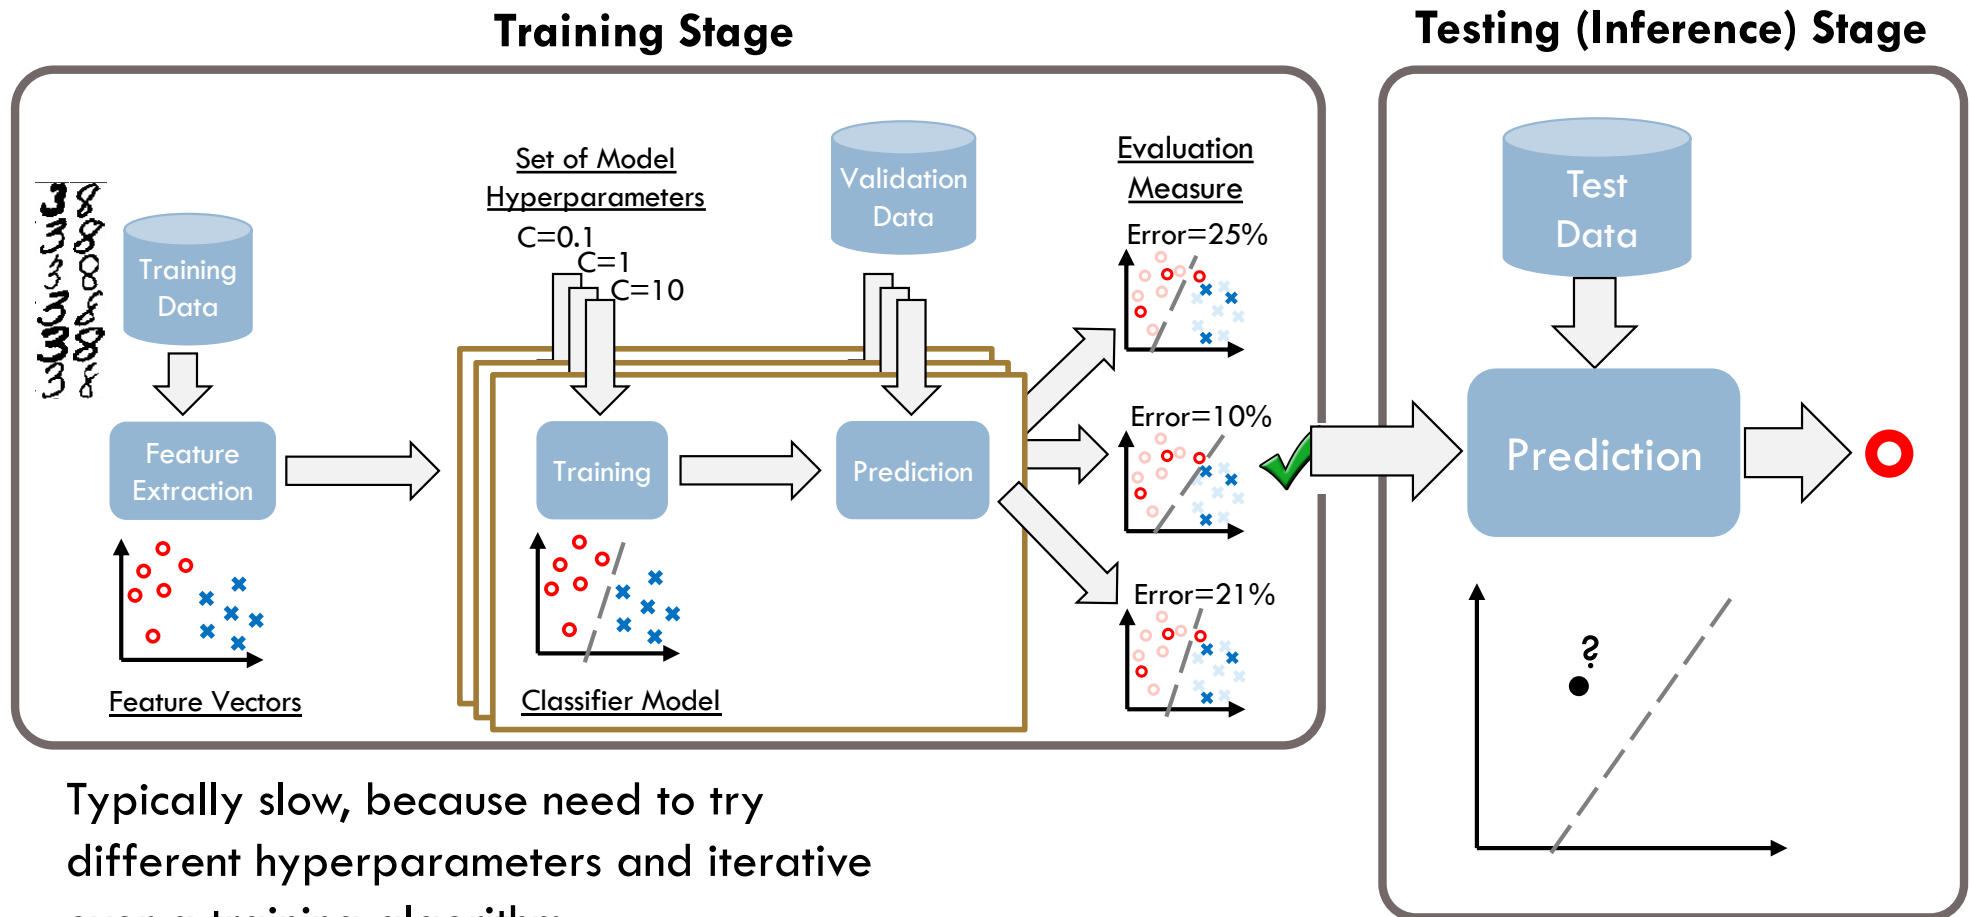 Training Stage
Testing (Inference) Stage
Training
Data
Feature
Extraction
Feature Vectors
Set of Model
Hyperparameters
C=0.1
C=1
C=10
Validation
Data
Training
Prediction
Classifier Model
Evaluation
Measure
Error=25%
Error=10%
Error=21%
Test
Data
Prediction
?
Typically slow, because need to try
different hyperparameters and iterative